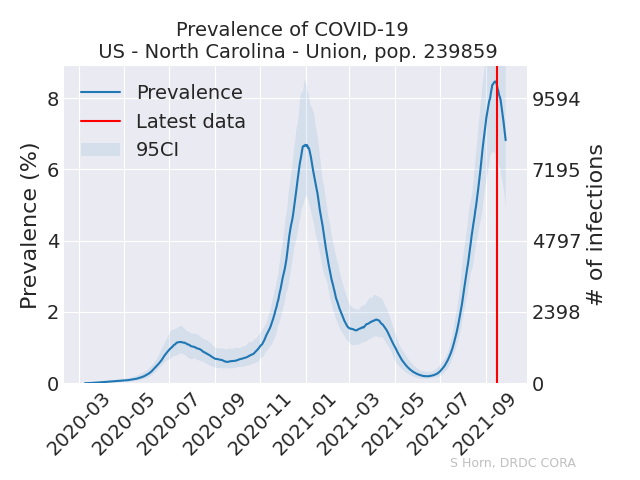 Prevalence of COVID-19
US - North Carolina - Union, pop. 239859
Prevalence
Latest data
95CI
Prevalence (%)
8
6
4
2
0
9594
7195
4797
2398
0
# of infections
2020-03
2020-05
2020-07
2020-09
2020-11
2021-01
2021-03
2021-05
2021-07
2021-09
S Horn, DRDC CORA